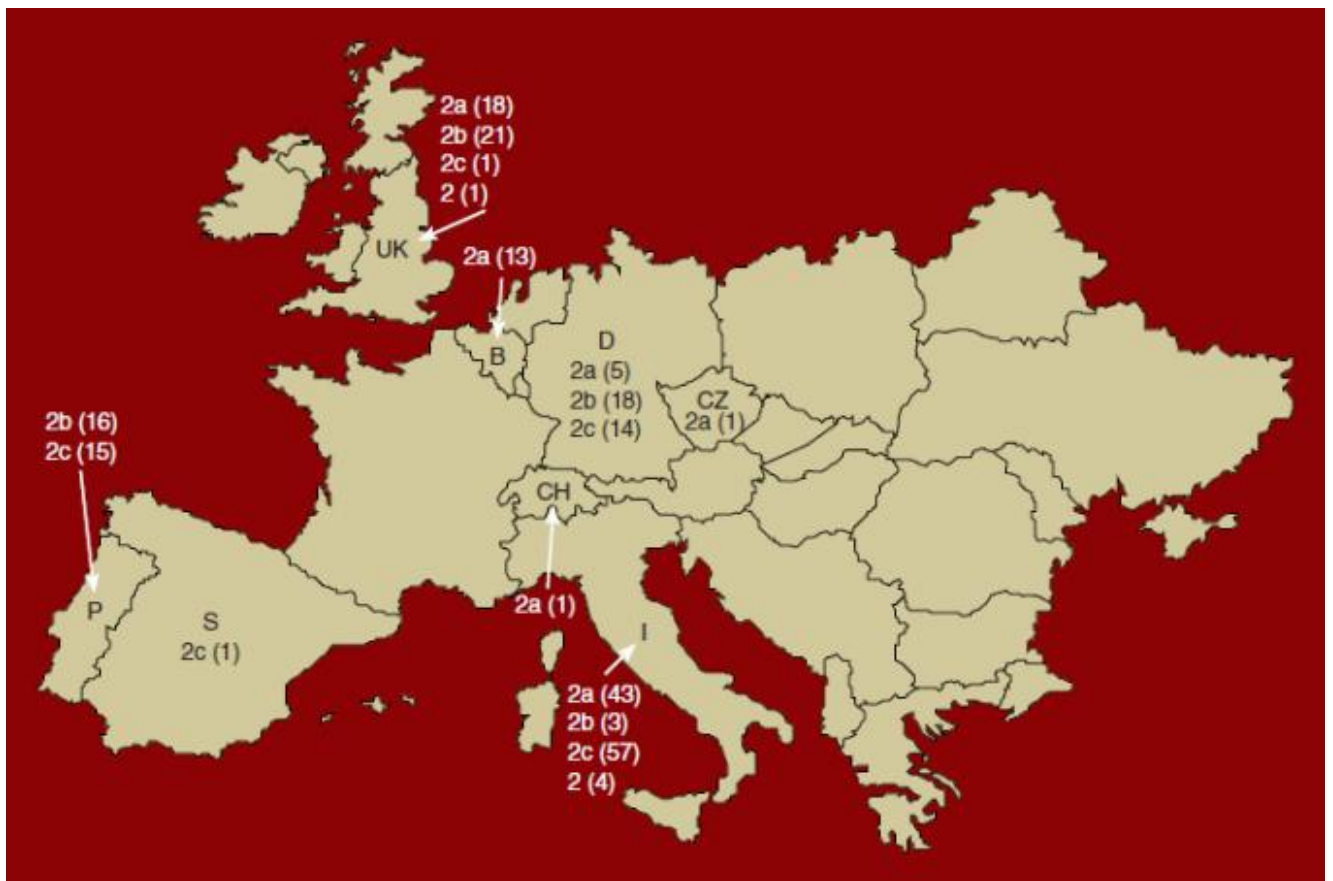 2a (18)
2b (21)
2c (1)
2 (1)
UK
2a (13)
B
D
2a (5)
2b (18)
2c (14)
CZ
2a (1)
2b (16)
2c (15)
P
S
2c (1)
CH
2a (1)
I
2a (43)
2b (3)
2c (57)
2 (4)